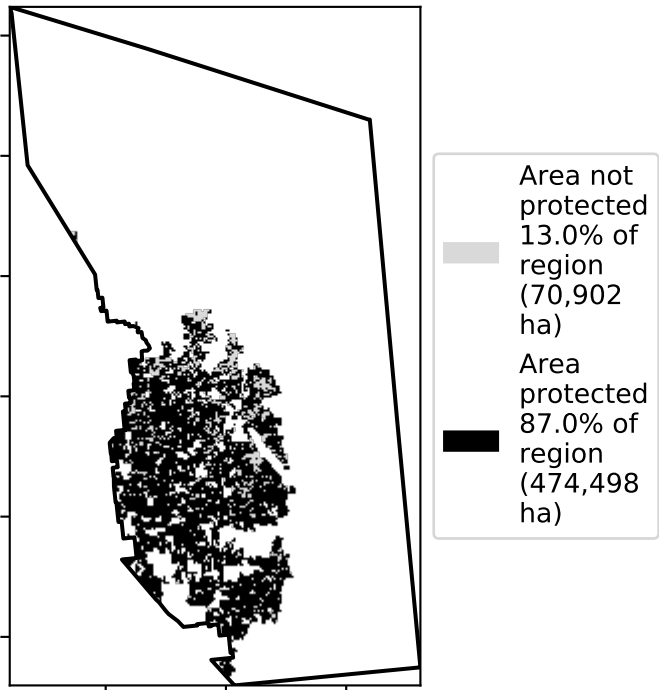 Area not
protected
13.0% of
region
(70,902
ha)
Area
protected
87.0% of
region
(474,498
ha)